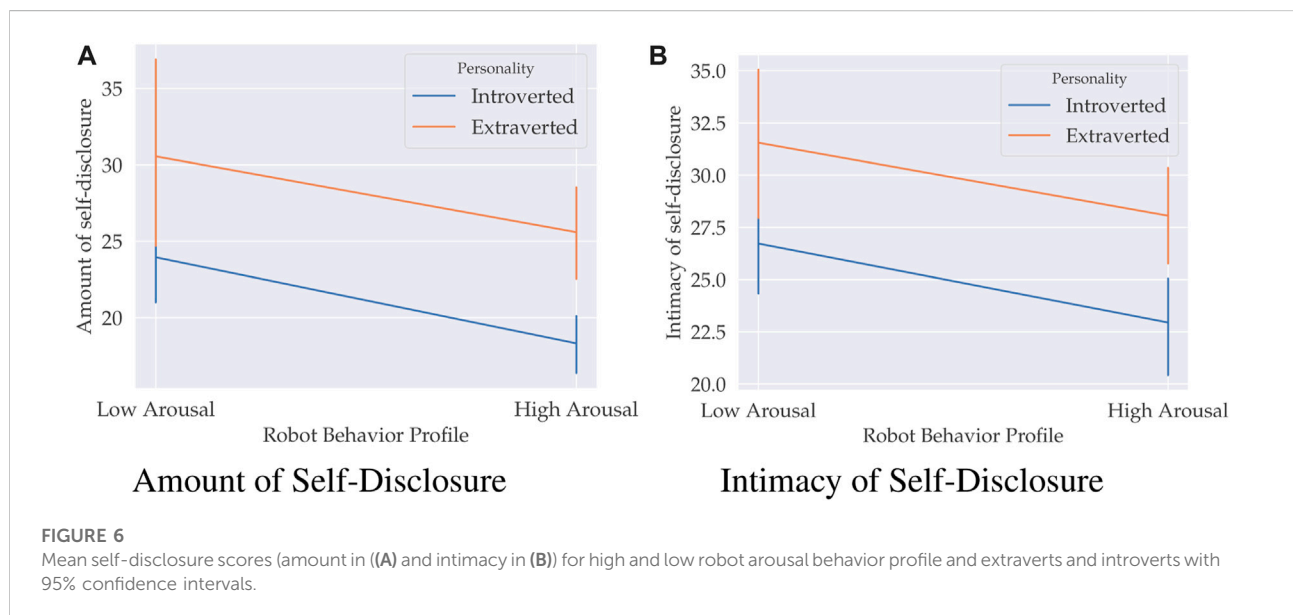 A
Amount of self-disclosure
35
30
25
20
Personality
Introverted
Extraverted
Low Arousal
High Arousal
Robot Behavior Profile
Amount of Self-Disclosure
B
Intimacy of self-disclosure
35.0
32.5
30.0
27.5
25.0
22.5
20.0
Personality
Introverted
Extraverted
Low Arousal
High Arousal
Robot Behavior Profile
Intimacy of Self-Disclosure
FIGURE 6
Mean self-disclosure scores (amount in ((A) and intimacy in (B)) for high and low robot arousal behavior profile and extraverts and introverts with
95% confidence intervals.